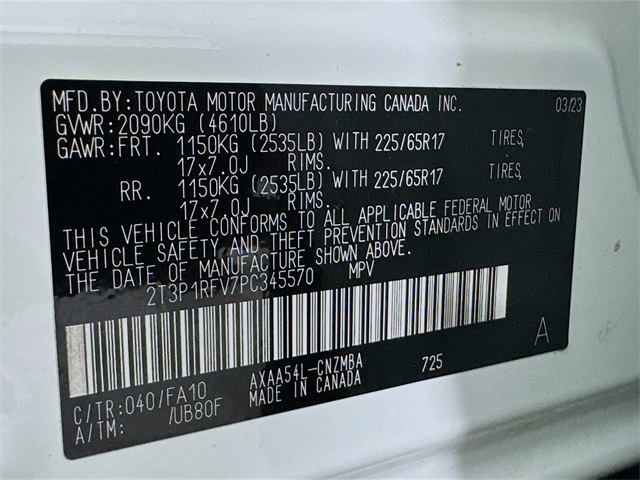 MFD.BY:TOYOTA MOTOR MANUFACTURING CANADA INC. 03/23
GVWR:2090KG (4610LB)
GAWR:FRT. 1150KG (2535LB) WITH 225/65R17 TIRES,
17x7.0J RIMS.
RR. 1150KG (2535LB) WITH 225/65R17 TIRES,
17x7.0J RIMS.
THIS VEHICLE CONFORMS TO ALL APPLICABLE FEDERAL MOTOR
VEHICLE SAFETY AND THEFT PREVENTION STANDARDS IN EFFECT ON
THE DATE OF MANUFACTURE SHOWN ABOVE.
2T3P1RFV7PC345570 MPV
A
C/TR:040/FA10 AXAA54L-CNZMBA 725
A/TM: /UB80F MADE IN CANADA